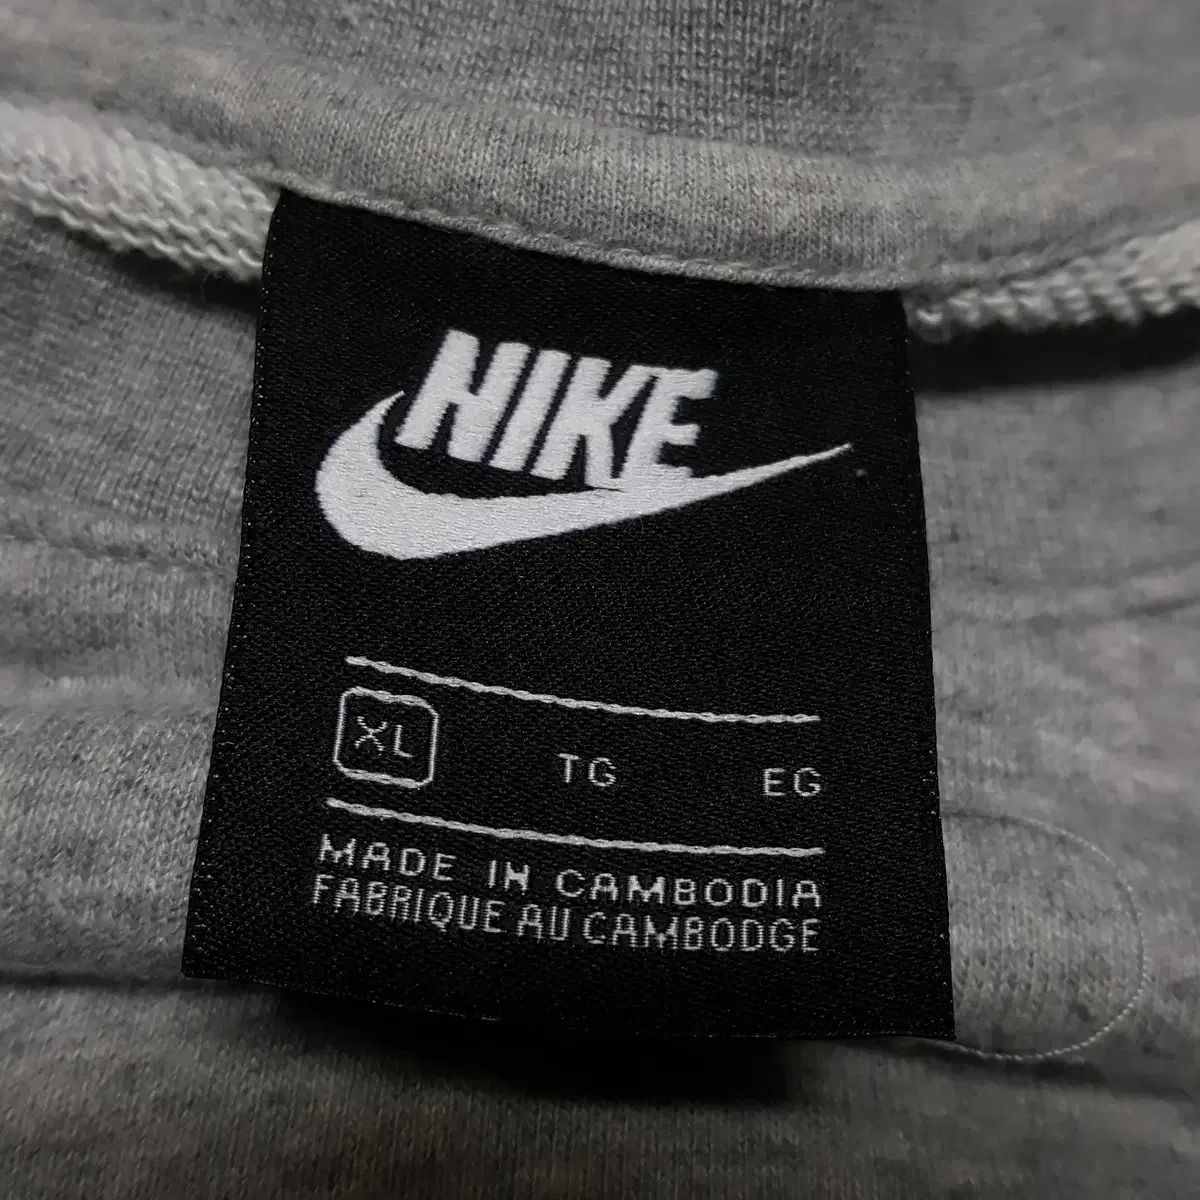 NIKE
XL TG EG
MADE IN CAMBODIA
FABRIQUE AU CAMBODGE